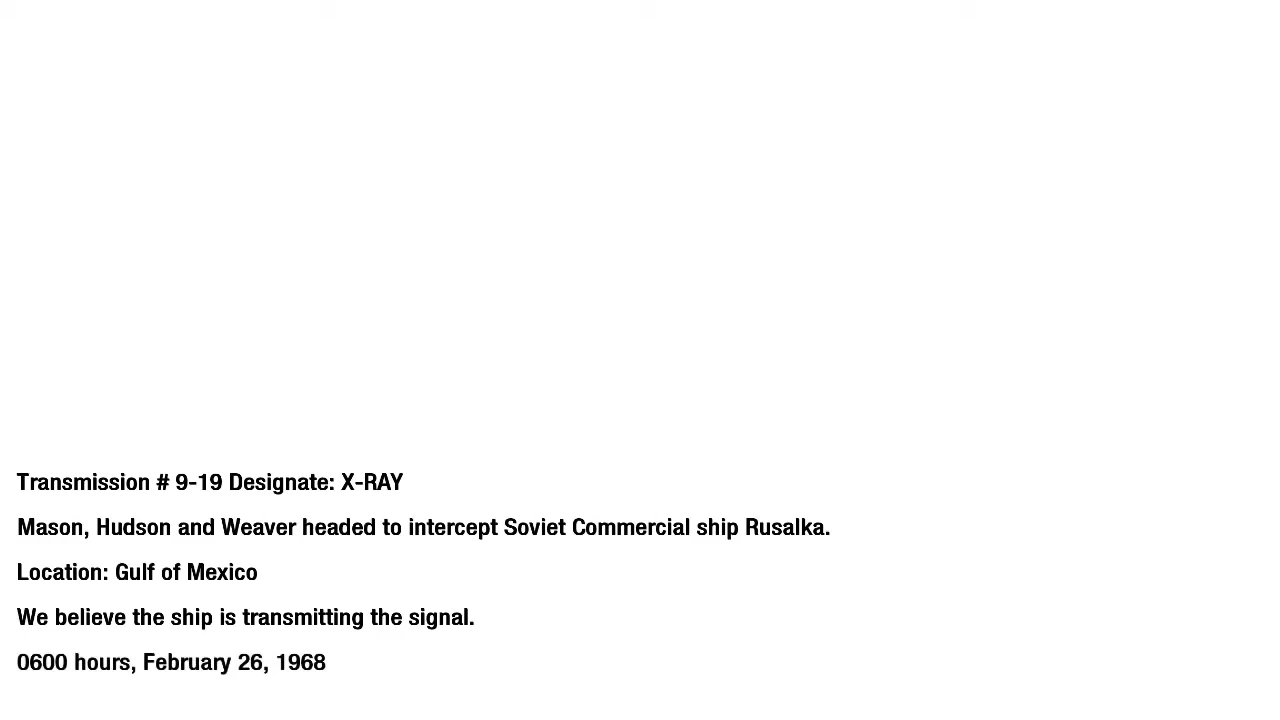 Transmission # 9-19 Designate: X-RAY
Mason, Hudson and Weaver headed to intercept Soviet Commercial ship Rusalka.
Location: Gulf of Mexico
We believe the ship is transmitting the signal.
0600 hours, February 26, 1968